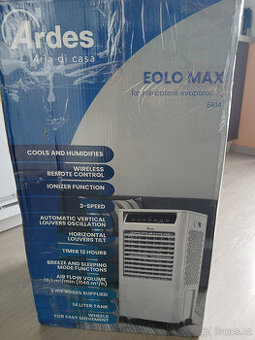 Ardes
Aria di casa
EOLO MAX
COOLS AND HUMIDIFIES
WIRELESS
REMOTE CONTROL
IONIZER FUNCTION
3-SPEED
AUTOMATIC VERTICAL
LOUVERS OSCILLATION
HORIZONTAL
LOUVERS TILT
TIMER 12 HOURS
BREEZE AND SLEEPING
MODE FUNCTIONS
AIR FLOW VOLUME
3 ICE BOXES SUPPLIED
14 LITER TANK
WHEELS
FOR EASY MOVEMENT